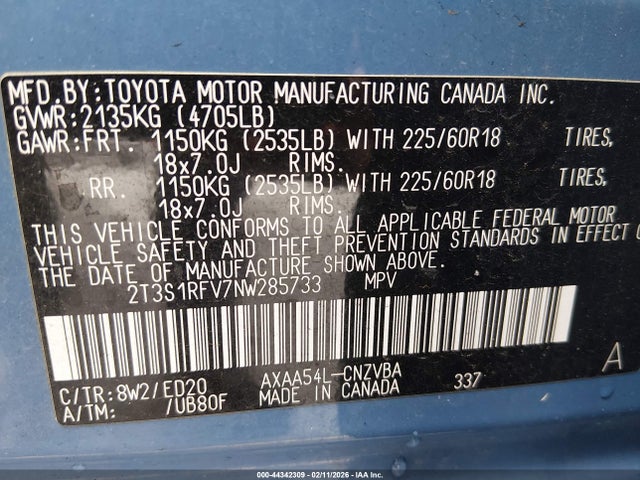 MFD.BY:TOYOTA MOTOR MANUFACTURING CANADA INC.
GVWR:2135KG (4705LB)
GAWR:FRT. 1150KG (2535LB) WITH 225/60R18 TIRES,
18x7.0J RIMS.
RR. 1150KG (2535LB) WITH 225/60R18 TIRES,
18x7.0J RIMS.
THIS VEHICLE CONFORMS TO ALL APPLICABLE FEDERAL MOTOR
VEHICLE SAFETY AND THEFT PREVENTION STANDARDS IN EFFECT
THE DATE OF MANUFACTURE SHOWN ABOVE.
2T3S1RFV7NW285733 MPV
C/TR:8W2/ED20 AXAA54L-CNZVBA A
A/TM: /UB80F MADE IN CANADA 337
000-44342309 - 02/11/2026 - IAA, Inc.